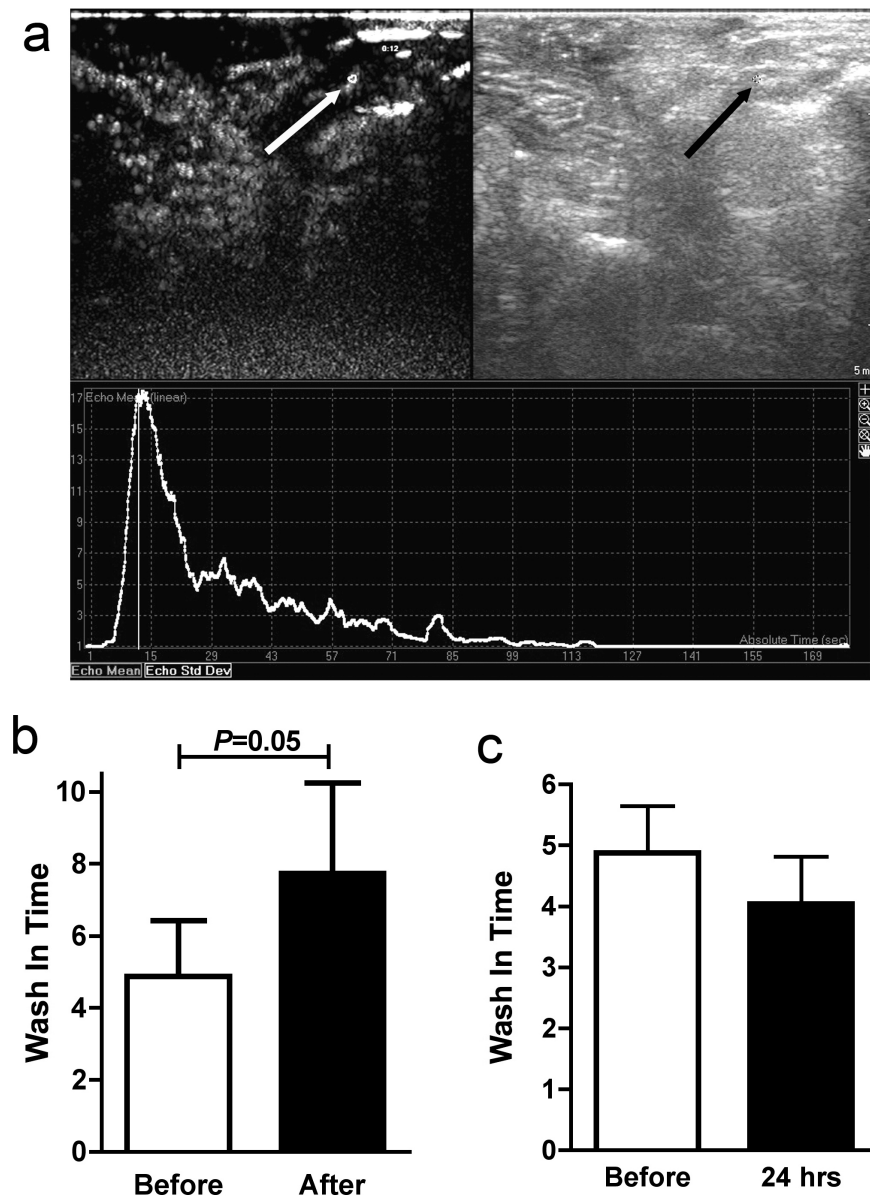 a
0:12
5 m
Echo Mean (linear)
17
15
13
11
9
7
5
3
1
Absolute Time (sec)
1 15 29 43 57 71 85 99 113 127 141 155 169
Echo Mean Echo Std Dev
b
P=0.05
10
8
6
4
2
0
Wash In Time
Before After
c
6
5
4
3
2
1
0
Wash In Time
Before 24 hrs